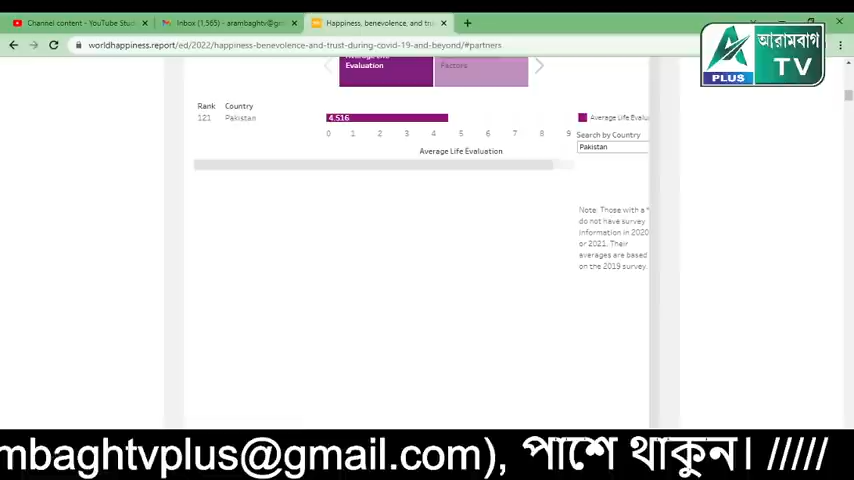 Channel content - YouTube Stud
Inbox (1,565) - arambaghtv@gm
Happiness, benevolence, and tru
worldhappiness.report/ed/2022/happiness-benevolence-and-trust-during-covid-19-and-beyond/#partners
A
PLUS
আরামবাগ
TV
Average Life
Evaluation
Factors
Rank Country
121 Pakistan
4.516
0 1 2 3 4 5 6 7 8 9
Average Life Evaluation
Average Life Evalu
Search by Country
Pakistan
Note: Those with a *
do not have survey
information in 2020
or 2021. Their
averages are based
on the 2019 survey.
mbaghtvplus@gmail.com), পাশে থাকুন। /////